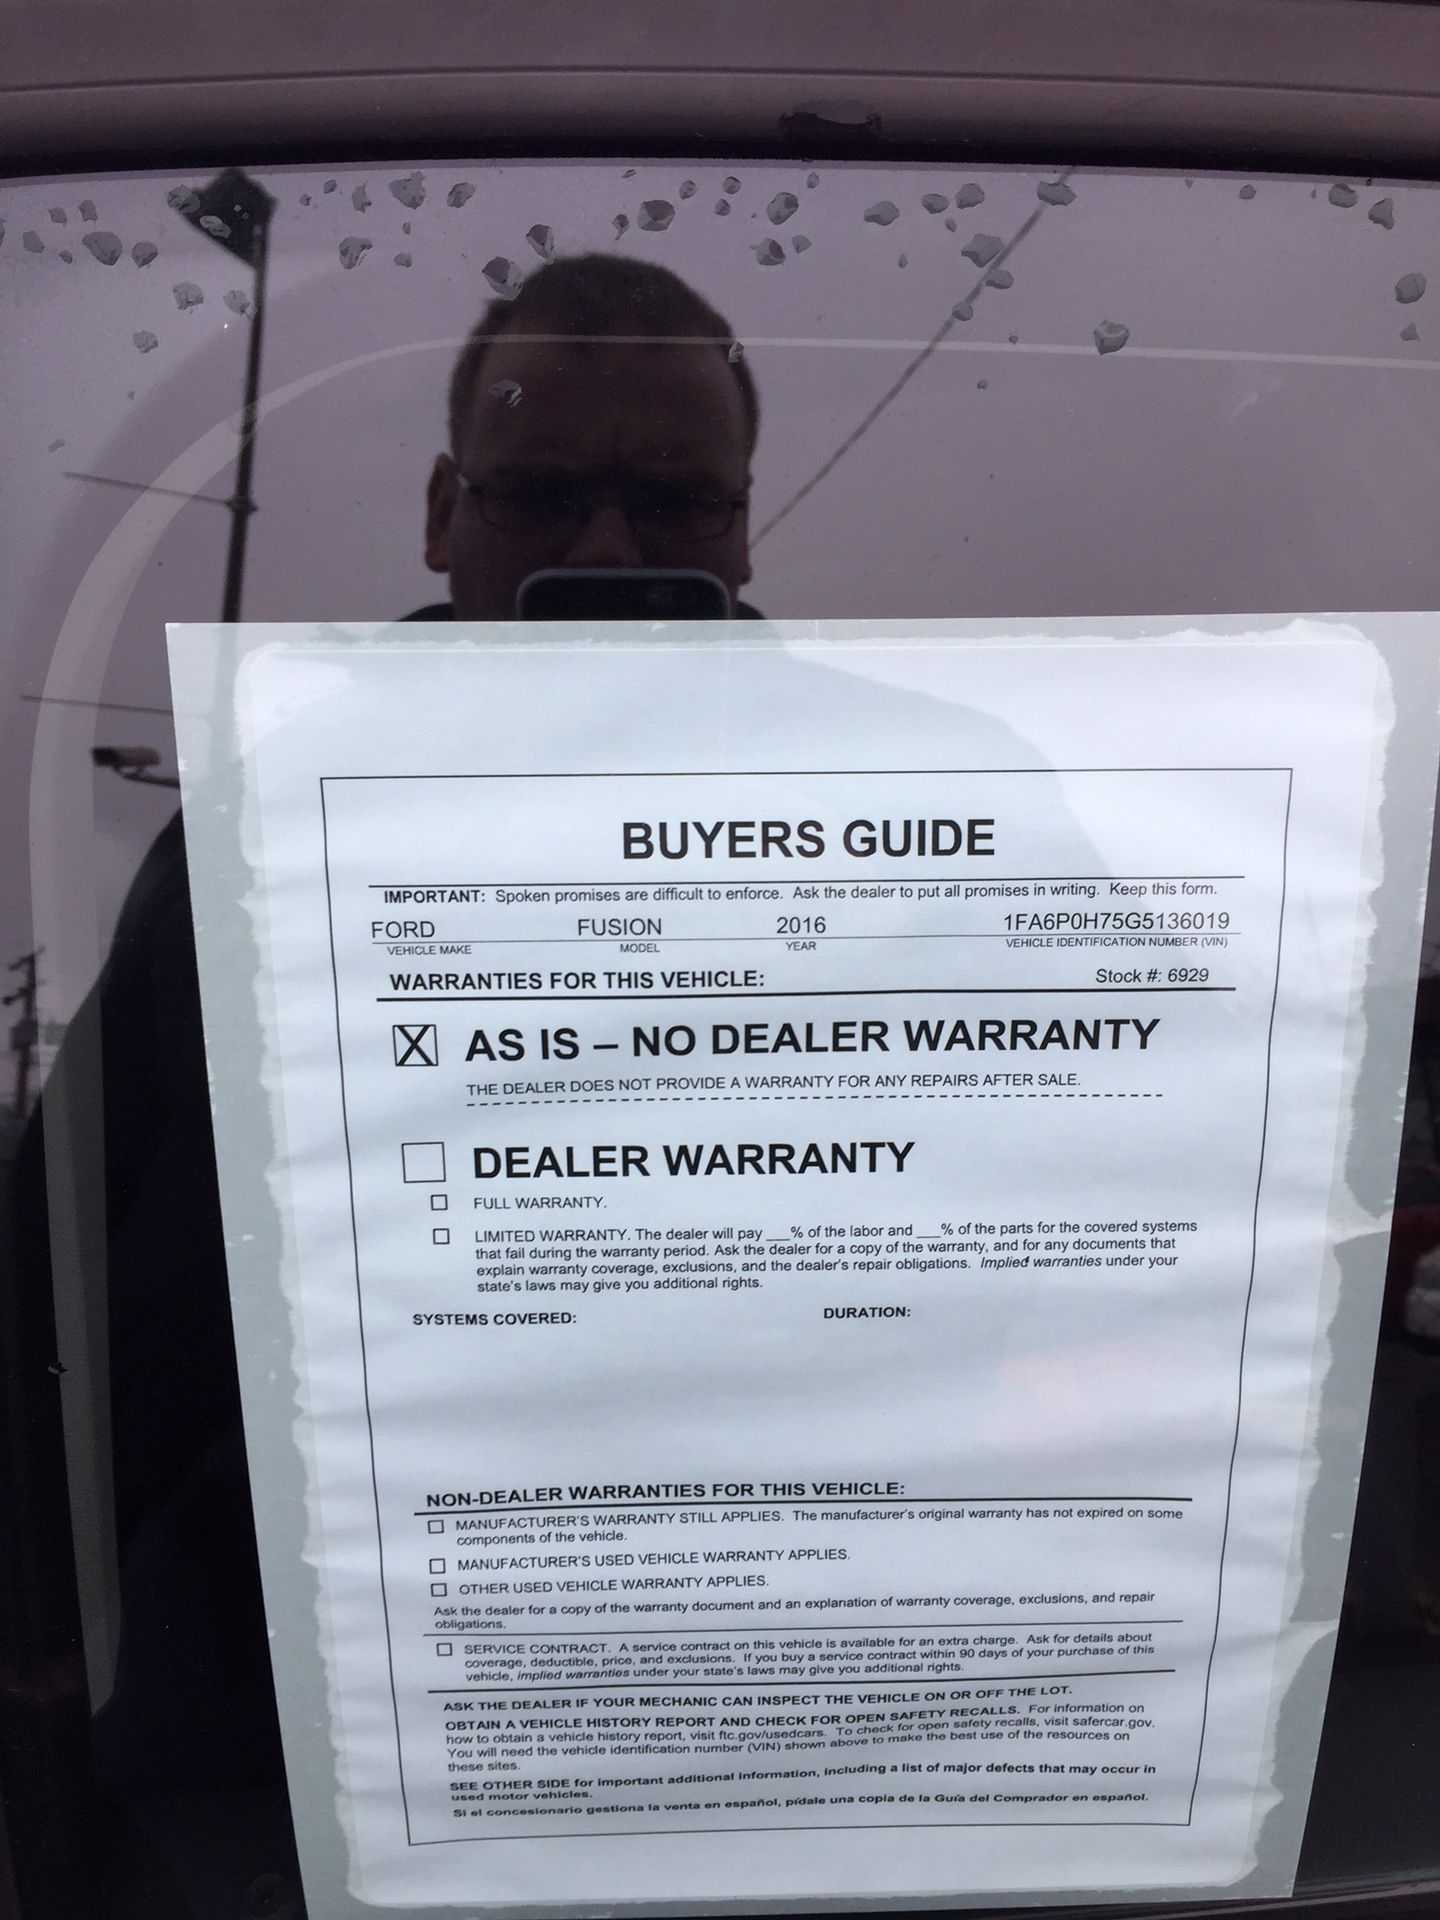 BUYERS GUIDE
IMPORTANT: Spoken promises are difficult to enforce. Ask the dealer to put all promises in writing. Keep this form.
FORD FUSION 2016 1FA6P0H75G5136019
VEHICLE MAKE MODEL YEAR VEHICLE IDENTIFICATION NUMBER (VIN)
WARRANTIES FOR THIS VEHICLE: Stock #: 6929
X AS IS – NO DEALER WARRANTY
THE DEALER DOES NOT PROVIDE A WARRANTY FOR ANY REPAIRS AFTER SALE.
DEALER WARRANTY
FULL WARRANTY.
LIMITED WARRANTY. The dealer will pay ___% of the labor and ___% of the parts for the covered systems
that fail during the warranty period. Ask the dealer for a copy of the warranty, and for any documents that
explain warranty coverage, exclusions, and the dealer's repair obligations. Implied warranties under your
state's laws may give you additional rights.
SYSTEMS COVERED: DURATION:
NON-DEALER WARRANTIES FOR THIS VEHICLE:
MANUFACTURER'S WARRANTY STILL APPLIES. The manufacturer's original warranty has not expired on some
components of the vehicle.
MANUFACTURER'S USED VEHICLE WARRANTY APPLIES.
OTHER USED VEHICLE WARRANTY APPLIES.
Ask the dealer for a copy of the warranty document and an explanation of warranty coverage, exclusions, and repair
obligations.
SERVICE CONTRACT. A service contract on this vehicle is available for an extra charge. Ask for details about
coverage, deductible, price, and exclusions. If you buy a service contract within 90 days of your purchase of this
vehicle, implied warranties under your state's laws may give you additional rights.
ASK THE DEALER IF YOUR MECHANIC CAN INSPECT THE VEHICLE ON OR OFF THE LOT.
OBTAIN A VEHICLE HISTORY REPORT AND CHECK FOR OPEN SAFETY RECALLS. For information on
how to obtain a vehicle history report, visit ftc.gov/usedcars. To check for open safety recalls, visit safercar.gov.
You will need the vehicle identification number (VIN) shown above to make the best use of the resources on
these sites.
SEE OTHER SIDE for important additional information, including a list of major defects that may occur in
used motor vehicles.
Si el concesionario gestiona la venta en español, pídale una copia de la Guía del Comprador en español.